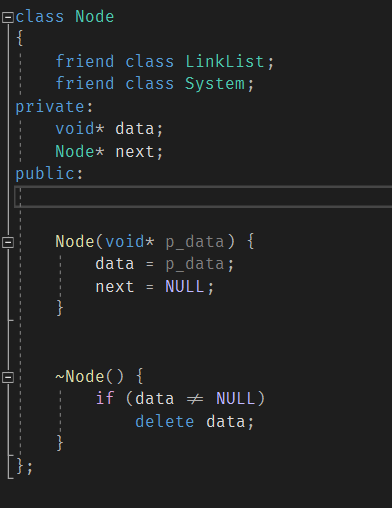 class Node
{
friend class LinkList;
friend class System;
private:
void* data;
Node* next;
public:
Node(void* p_data) {
data = p_data;
next = NULL;
}
~Node() {
if (data ≠ NULL)
delete data;
}
};